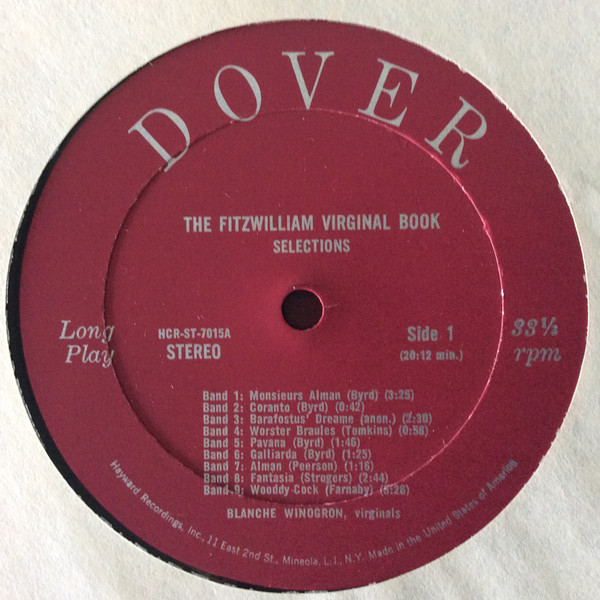 DOVER
THE FITZWILLIAM VIRGINAL BOOK
SELECTIONS
Long
Play
HCR-ST-7015A
STEREO
Side 1
(20:12 min.)
33⅓
rpm
Band 1: Monsieurs Alman (Byrd) (3:25)
Band 2: Coranto (Byrd) (0:42)
Band 3: Barafostus' Dreame (anon.) (2:30)
Band 4: Worster Braules (Tomkins) (0:56)
Band 5: Pavana (Byrd) (1:46)
Band 6: Galliarda (Byrd) (1:25)
Band 7: Alman (Peerson) (1:16)
Band 8: Fantasia (Strogers) (2:44)
Band 9: Wooddy-Cock (Farnaby) (5:28)
BLANCHE WINOGRON, virginals
Hayward Recordings, Inc., 11 East 2nd St., Mineola, L.I., N.Y. Made in the United States of America